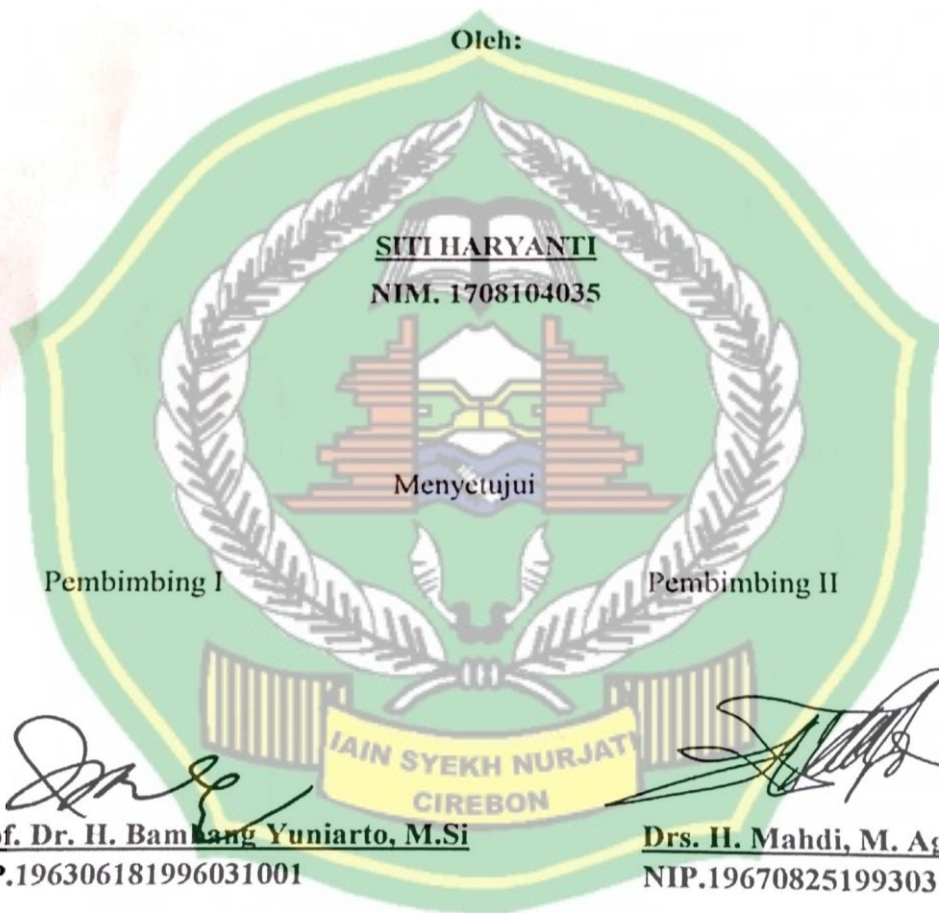 Oleh:
SITI HARYANTI
NIM. 1708104035
Menyetujui
Pembimbing I
Pembimbing II
IAIN SYEKH NURJATI
CIREBON
of. Dr. H. Bambang Yuniarto, M.Si
P.196306181996031001
Drs. H. Mahdi, M. Ag
NIP.19670825199303